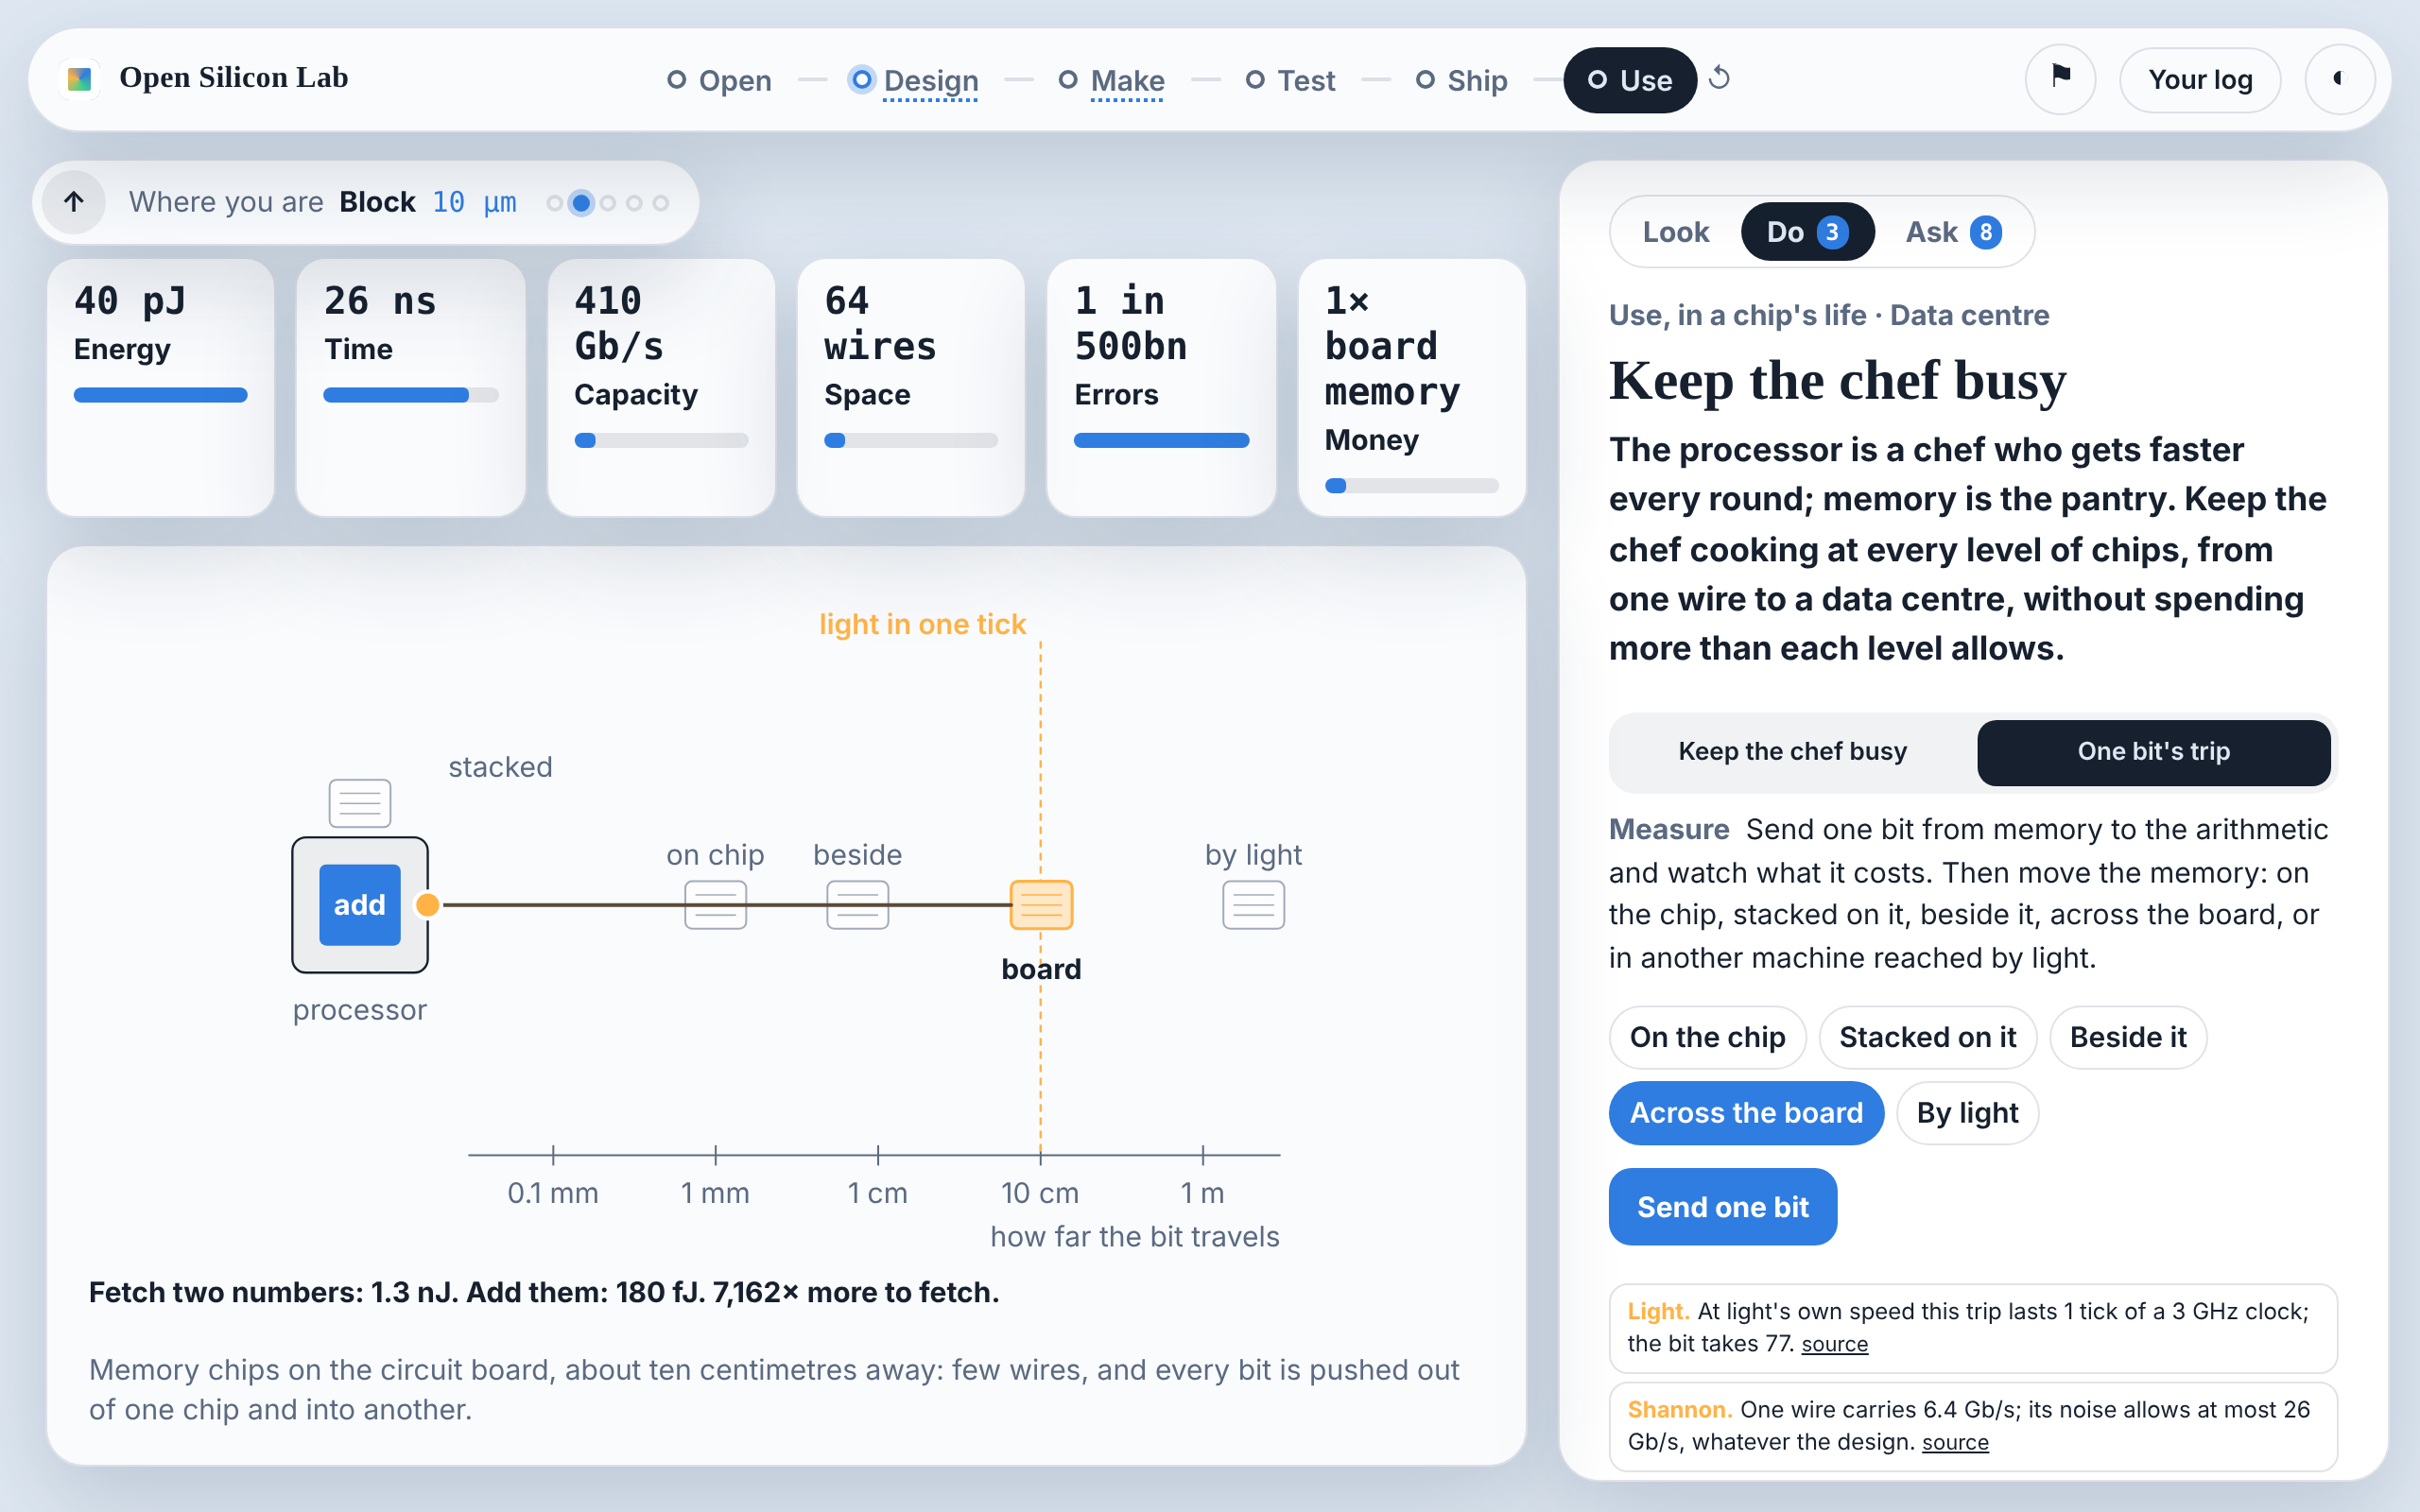 Open Silicon Lab
Open
Design
Make
Test
Ship
Use
Your log
Where you are Block 10 µm
40 pJ
Energy
26 ns
Time
410
Gb/s
Capacity
64
wires
Space
1 in
500bn
Errors
1×
board
memory
Money
light in one tick
stacked
on chip
beside
by light
add
board
processor
0.1 mm
1 mm
1 cm
10 cm
1 m
how far the bit travels
Fetch two numbers: 1.3 nJ. Add them: 180 fJ. 7,162× more to fetch.
Memory chips on the circuit board, about ten centimetres away: few wires, and every bit is pushed out
of one chip and into another.
Look
Do 3
Ask 8
Use, in a chip's life · Data centre
Keep the chef busy
The processor is a chef who gets faster
every round; memory is the pantry. Keep the
chef cooking at every level of chips, from
one wire to a data centre, without spending
more than each level allows.
Keep the chef busy
One bit's trip
Measure Send one bit from memory to the arithmetic
and watch what it costs. Then move the memory: on
the chip, stacked on it, beside it, across the board, or
in another machine reached by light.
On the chip
Stacked on it
Beside it
Across the board
By light
Send one bit
Light. At light's own speed this trip lasts 1 tick of a 3 GHz clock;
the bit takes 77. source
Shannon. One wire carries 6.4 Gb/s; its noise allows at most 26
Gb/s, whatever the design. source